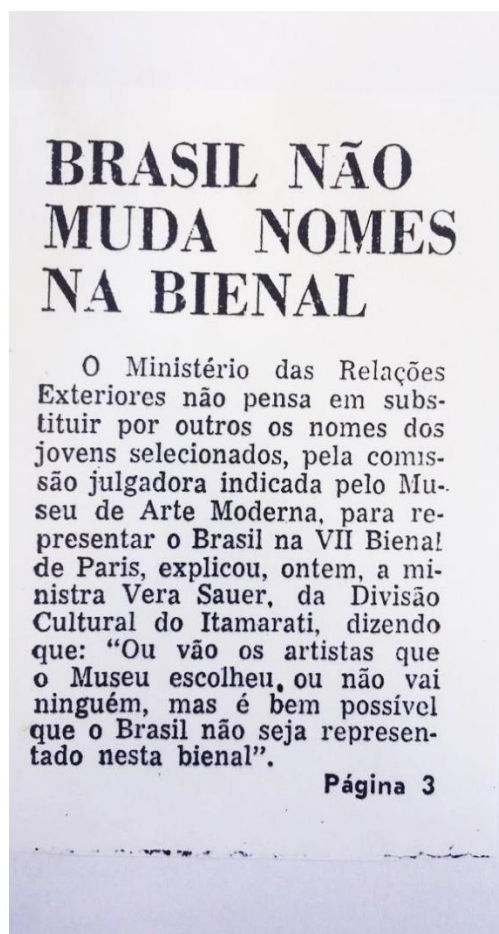 BRASIL NÃO
MUDA NOMES
NA BIENAL
O Ministério das Relações
Exteriores não pensa em subs-
tituir por outros os nomes dos
jovens selecionados, pela comis-
são julgadora indicada pelo Mu-
seu de Arte Moderna, para re-
presentar o Brasil na VII Bienal
de Paris, explicou, ontem, a mi-
nistra Vera Sauer, da Divisão
Cultural do Itamarati, dizendo
que: “Ou vão os artistas que
o Museu escolheu, ou não vai
ninguém, mas é bem possível
que o Brasil não seja represen-
tado nesta bienal”.
Página 3